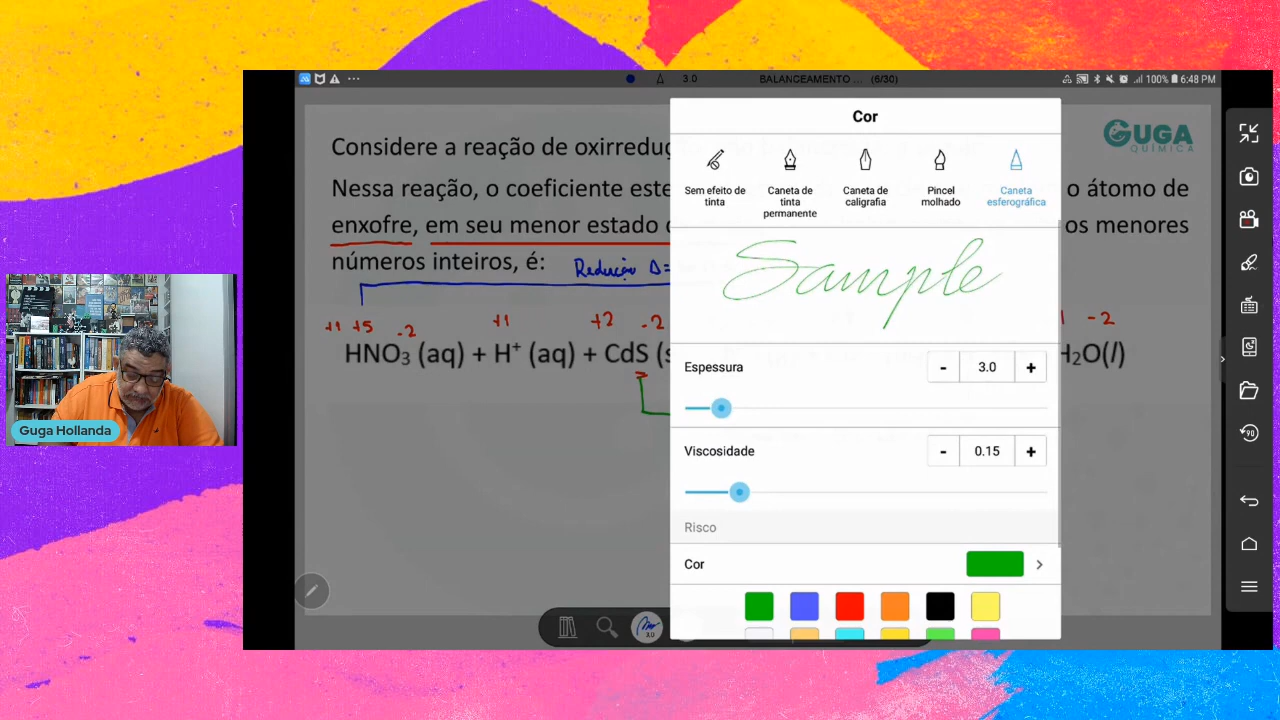 3.0 BALANCEAMENTO ... (6/30) 100% 6:48 PM
GUGA
QUÍMICA
Considere a reação de oxirredu
Nessa reação, o coeficiente este o átomo de
enxofre, em seu menor estado os menores
números inteiros, é: Redução Δ=
+1 +5 -2 +1 +2 -2 -2
HNO3 (aq) + H+ (aq) + CdS (s H2O(l)
Guga Hollanda
Cor
Sem efeito de tinta
Caneta de tinta permanente
Caneta de caligrafia
Pincel molhado
Caneta esferográfica
Sample
Espessura - 3.0 +
Viscosidade - 0.15 +
Risco
Cor
3.0
90